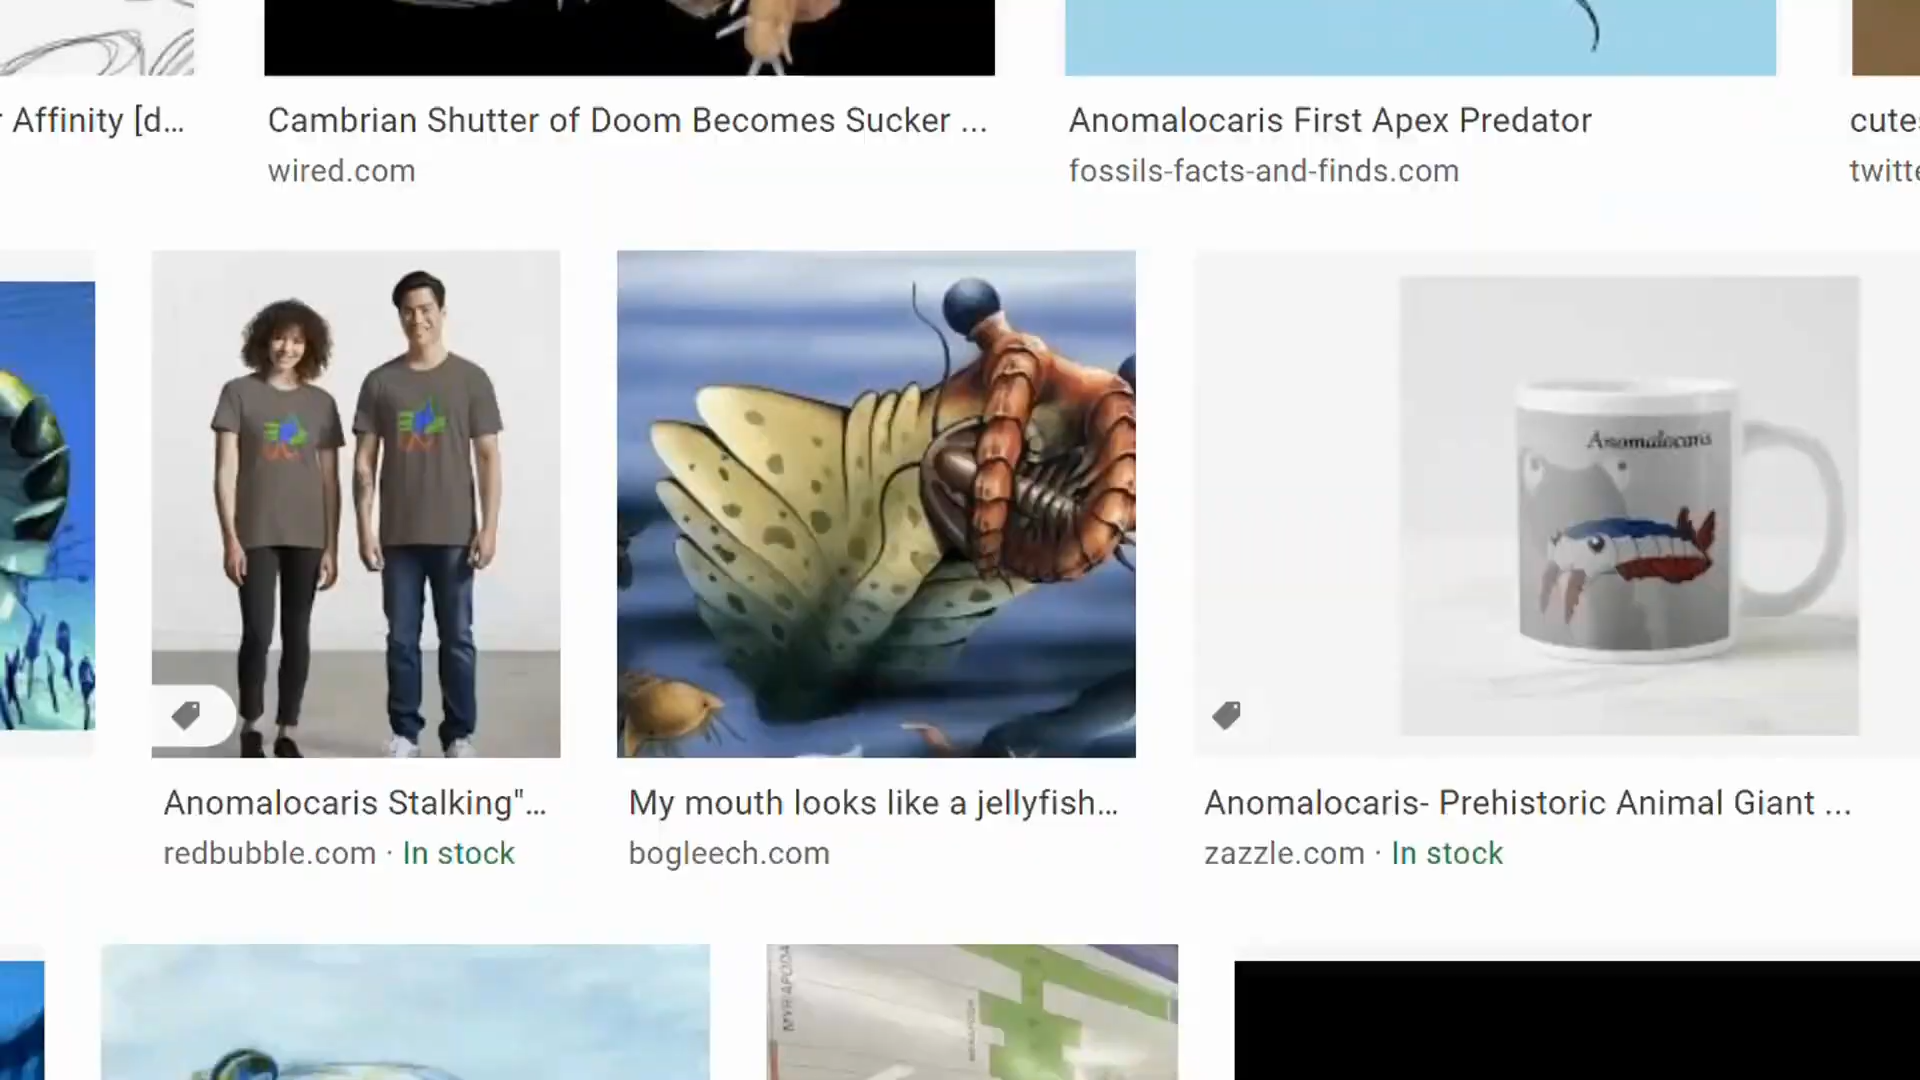 r Affinity [d...
Cambrian Shutter of Doom Becomes Sucker ...
wired.com
Anomalocaris First Apex Predator
fossils-facts-and-finds.com
cute
twitte
Anomalocaris
Anomalocaris Stalking"...
redbubble.com · In stock
My mouth looks like a jellyfish...
bogleech.com
Anomalocaris- Prehistoric Animal Giant ...
zazzle.com · In stock
MYRIAPODA